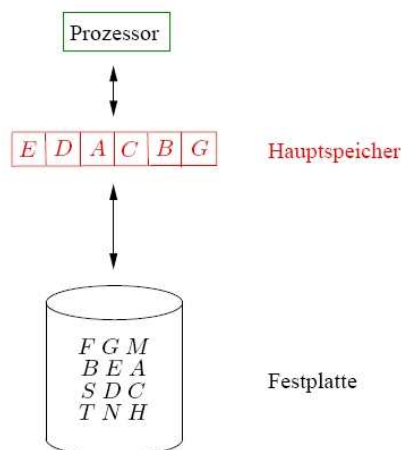 Prozessor
E D A C B G Hauptspeicher
F G M
B E A
S D C Festplatte
T N H